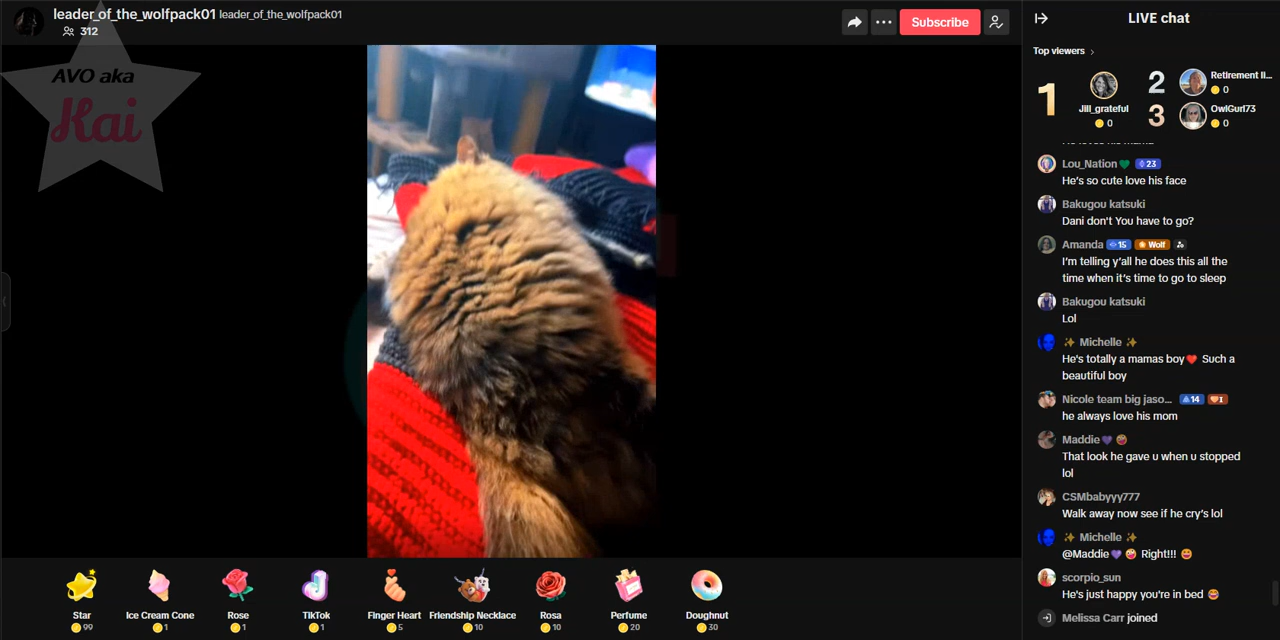 leader_of_the_wolfpack01 leader_of_the_wolfpack01
312
Subscribe
AVO aka
Kai
LIVE chat
Top viewers
1
Jill_grateful
0
2
Retirement li...
0
3
OwlGurl73
0
Lou_Nation 23
He's so cute love his face
Bakugou katsuki
Dani don't You have to go?
Amanda 15 Wolf
I'm telling y'all he does this all the
time when it's time to go to sleep
Bakugou katsuki
Lol
Michelle
He's totally a mamas boy❤️ Such a
beautiful boy
Nicole team big jaso... 14 I
he always love his mom
Maddie💜
That look he gave u when u stopped
lol
CSMbabyyy777
Walk away now see if he cry's lol
Michelle
@Maddie💜 Right!!!
scorpio_sun
He's just happy you're in bed
Melissa Carr joined
Star
99
Ice Cream Cone
1
Rose
1
TikTok
1
Finger Heart
5
Friendship Necklace
10
Rosa
10
Perfume
20
Doughnut
30